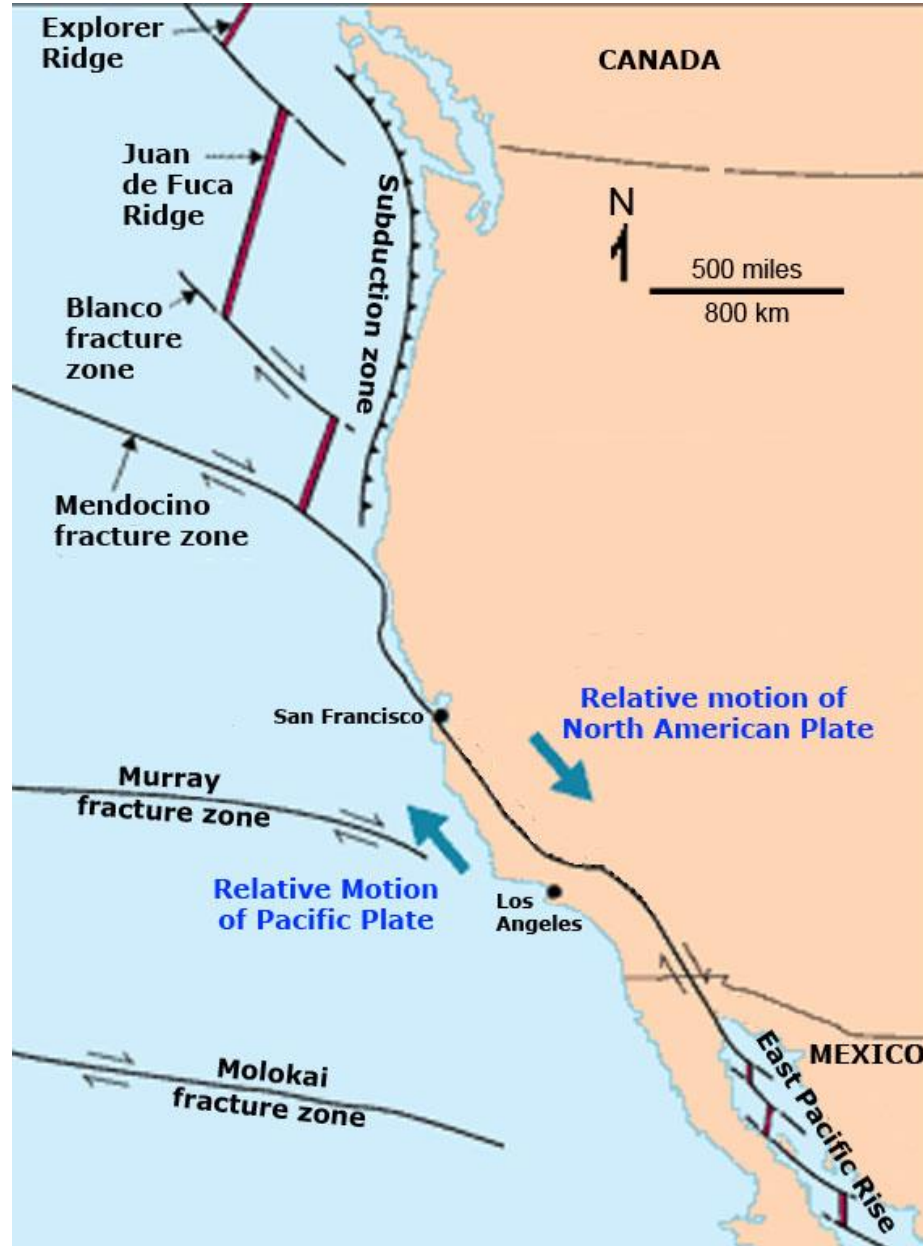 Explorer
Ridge
CANADA
Juan
de Fuca
Ridge
Subduction zone
N
500 miles
800 km
Blanco
fracture
zone
Mendocino
fracture zone
San Francisco
Relative motion of
North American Plate
Murray
fracture zone
Relative Motion
of Pacific Plate
Los
Angeles
East Pacific Rise
MEXICO
Molokai
fracture zone